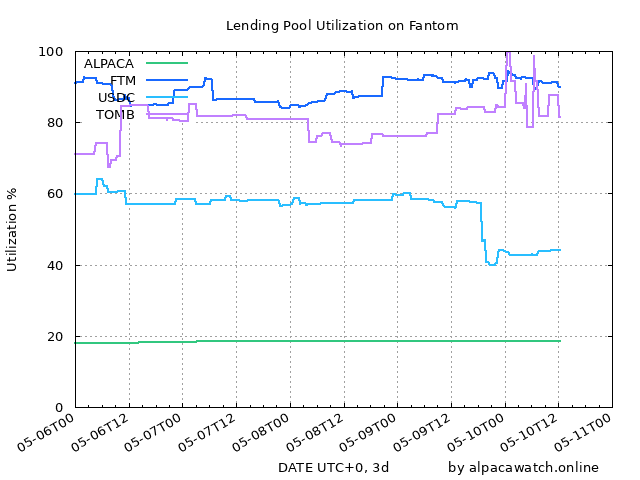 Lending Pool Utilization on Fantom
ALPACA
FTM
USDC
TOMB
100
80
60
40
20
0
Utilization %
05-06T00
05-06T12
05-07T00
05-07T12
05-08T00
05-08T12
05-09T00
05-09T12
05-10T00
05-10T12
05-11T00
DATE UTC+0, 3d
by alpacawatch.online